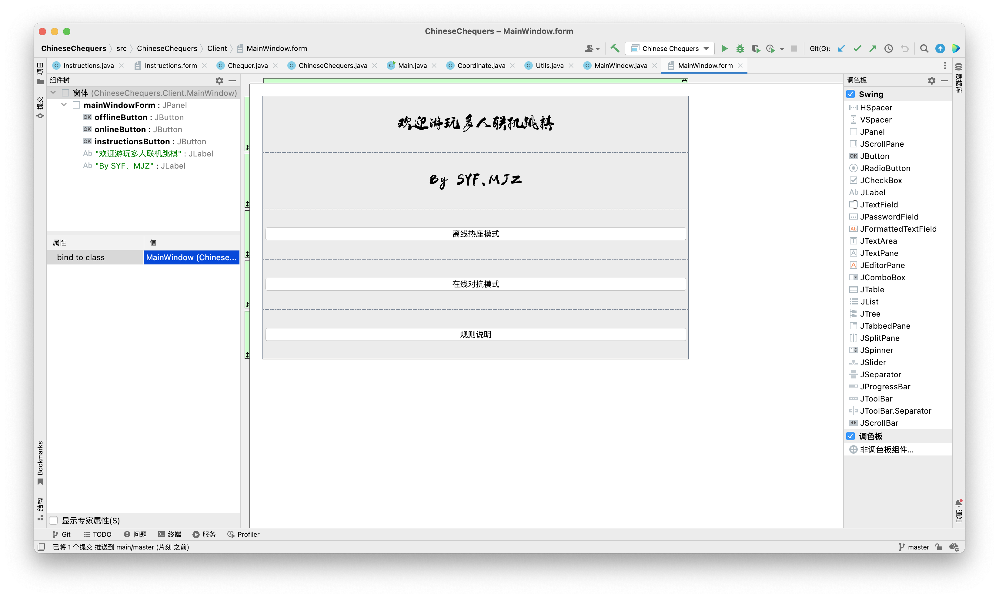 ChineseChequers – MainWindow.form
ChineseChequers src ChineseChequers Client MainWindow.form
Chinese Chequers Git(G):
Instructions.java Instructions.form Chequer.java ChineseChequers.java Main.java Coordinate.java Utils.java MainWindow.java MainWindow.form
项目
提交
Bookmarks
结构
组件树
窗体 (ChineseChequers.Client.MainWindow)
mainWindowForm : JPanel
OK offlineButton : JButton
OK onlineButton : JButton
OK instructionsButton : JButton
Ab "欢迎游玩多人联机跳棋" : JLabel
Ab "By SYF、MJZ" : JLabel
属性 值
bind to class MainWindow (Chinese...
显示专家属性(S)
欢迎游玩多人联机跳棋
By SYF、MJZ
离线热座模式
在线对抗模式
规则说明
调色板
Swing
HSpacer
VSpacer
JPanel
JScrollPane
OK JButton
JRadioButton
JCheckBox
Ab JLabel
JTextField
JPasswordField
Ab JFormattedTextField
JTextArea
JTextPane
JEditorPane
JComboBox
JTable
JList
JTree
JTabbedPane
JSplitPane
JSpinner
JSlider
JSeparator
JProgressBar
JToolBar
JToolBar.Separator
JScrollBar
调色板
非调色板组件...
数据库
通知
Git TODO 问题 终端 服务 Profiler
已将 1 个提交 推送到 main/master (片刻 之前) master